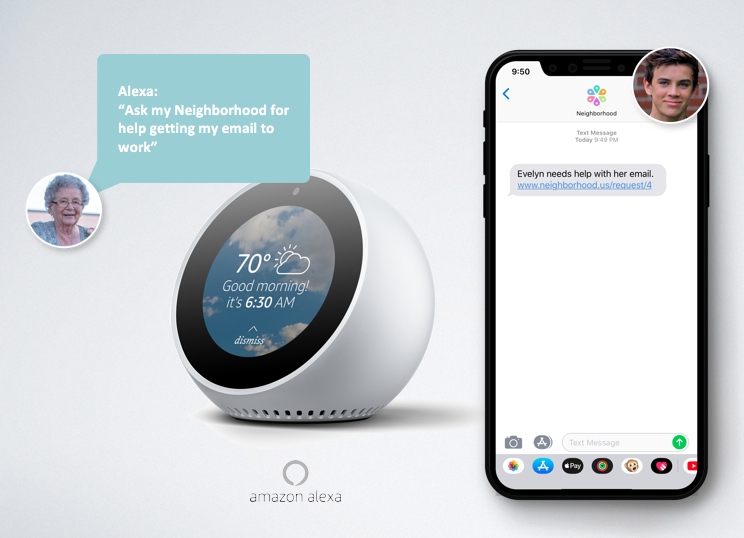 Alexa:
“Ask my Neighborhood for
help getting my email to
work”
70°
Good morning!
it's 6:30 AM
dismiss
amazon alexa
9:50
Neighborhood
Text Message
Today 9:49 PM
Evelyn needs help with her email.
www.neighborhood.us/request/4
Text Message
Pay